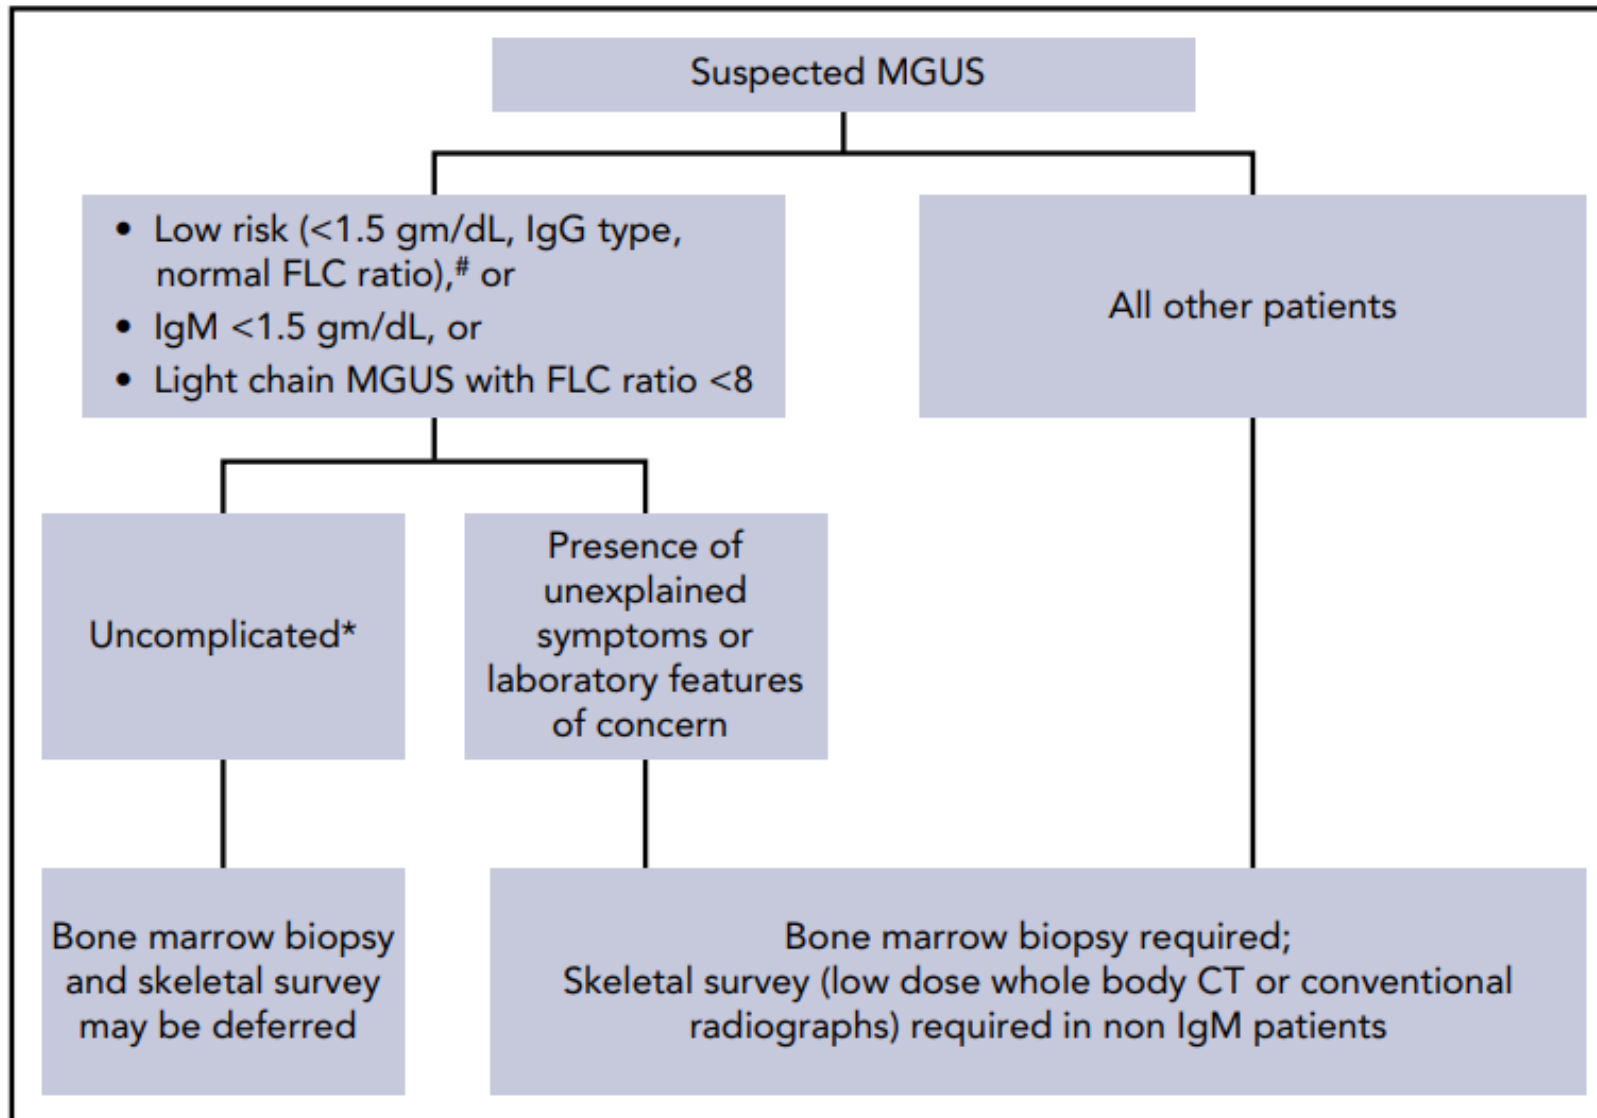 Suspected MGUS
• Low risk (<1.5 gm/dL, IgG type,
normal FLC ratio),# or
• IgM <1.5 gm/dL, or
• Light chain MGUS with FLC ratio <8
All other patients
Uncomplicated*
Presence of
unexplained
symptoms or
laboratory features
of concern
Bone marrow biopsy
and skeletal survey
may be deferred
Bone marrow biopsy required;
Skeletal survey (low dose whole body CT or conventional
radiographs) required in non IgM patients